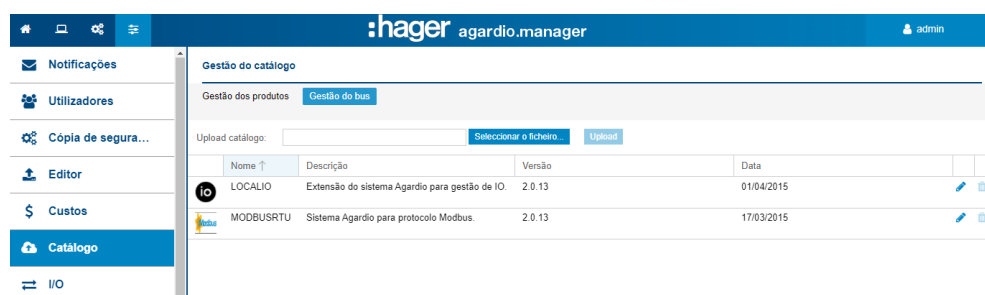 :hager agardio.manager
admin
Notificações
Utilizadores
Cópia de segura...
Editor
Custos
Catálogo
I/O
Gestão do catálogo
Gestão dos produtos Gestão do bus
Upload catálogo: Seleccionar o ficheiro... Upload
Nome ↑ Descrição Versão Data
io LOCALIO Extensão do sistema Agardio para gestão de IO. 2.0.13 01/04/2015
Modbus MODBUSRTU Sistema Agardio para protocolo Modbus. 2.0.13 17/03/2015